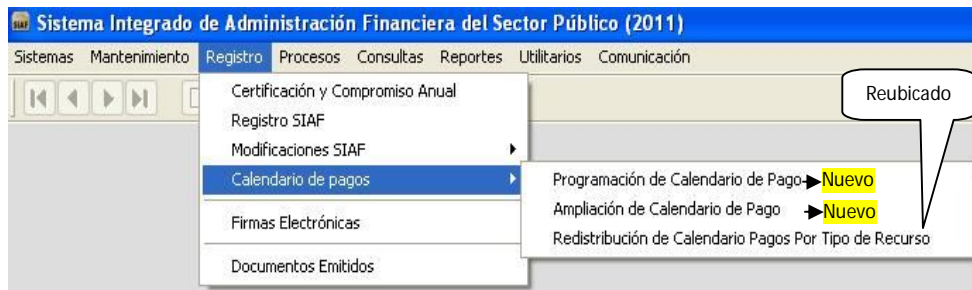 Sistema Integrado de Administración Financiera del Sector Público (2011)
Sistemas Mantenimiento Registro Procesos Consultas Reportes Utilitarios Comunicación
Certificación y Compromiso Anual
Reubicado
Registro SIAF
Modificaciones SIAF
Calendario de pagos
Programación de Calendario de Pago Nuevo
Ampliación de Calendario de Pago Nuevo
Firmas Electrónicas
Redistribución de Calendario Pagos Por Tipo de Recurso
Documentos Emitidos